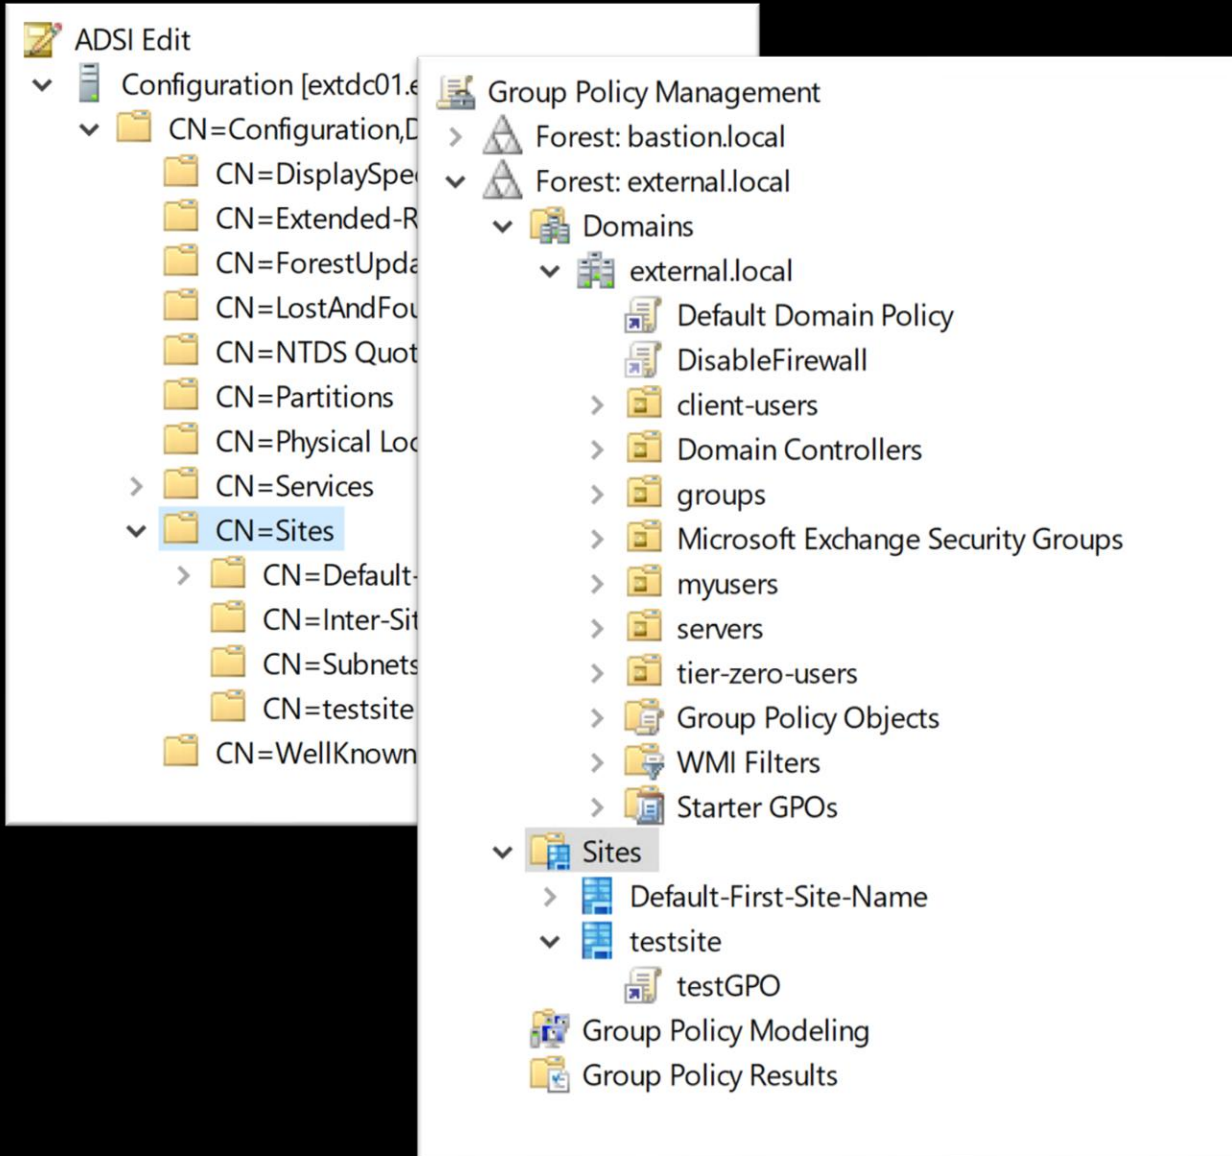 ADSI Edit
Configuration [extdc01.e
CN=Configuration,D
CN=DisplaySpe
CN=Extended-R
CN=ForestUpda
CN=LostAndFou
CN=NTDS Quot
CN=Partitions
CN=Physical Loc
CN=Services
CN=Sites
CN=Default-
CN=Inter-Sit
CN=Subnets
CN=testsite
CN=WellKnown
Group Policy Management
Forest: bastion.local
Forest: external.local
Domains
external.local
Default Domain Policy
DisableFirewall
client-users
Domain Controllers
groups
Microsoft Exchange Security Groups
myusers
servers
tier-zero-users
Group Policy Objects
WMI Filters
Starter GPOs
Sites
Default-First-Site-Name
testsite
testGPO
Group Policy Modeling
Group Policy Results